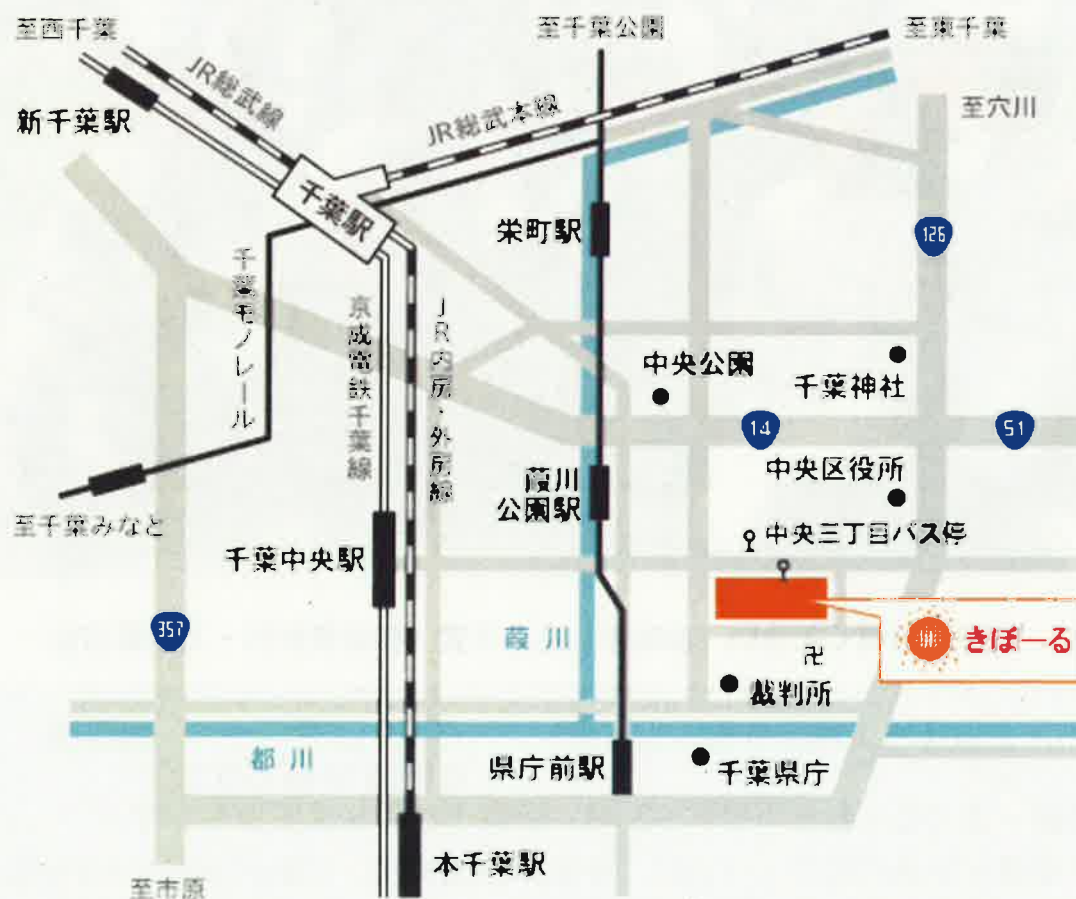 至西千葉
至千葉公園
至東千葉
JR総武線
JR総武本線
至穴川
新千葉駅
千葉駅
栄町駅
126
千葉モノレール
京成電鉄千葉線
JR内房・外房線
中央公園
千葉神社
14
51
葭川
公園駅
中央区役所
至千葉みなと
千葉中央駅
中央三丁目バス停
357
葭川
きぼーる
卍
裁判所
都川
県庁前駅
千葉県庁
本千葉駅
至市原